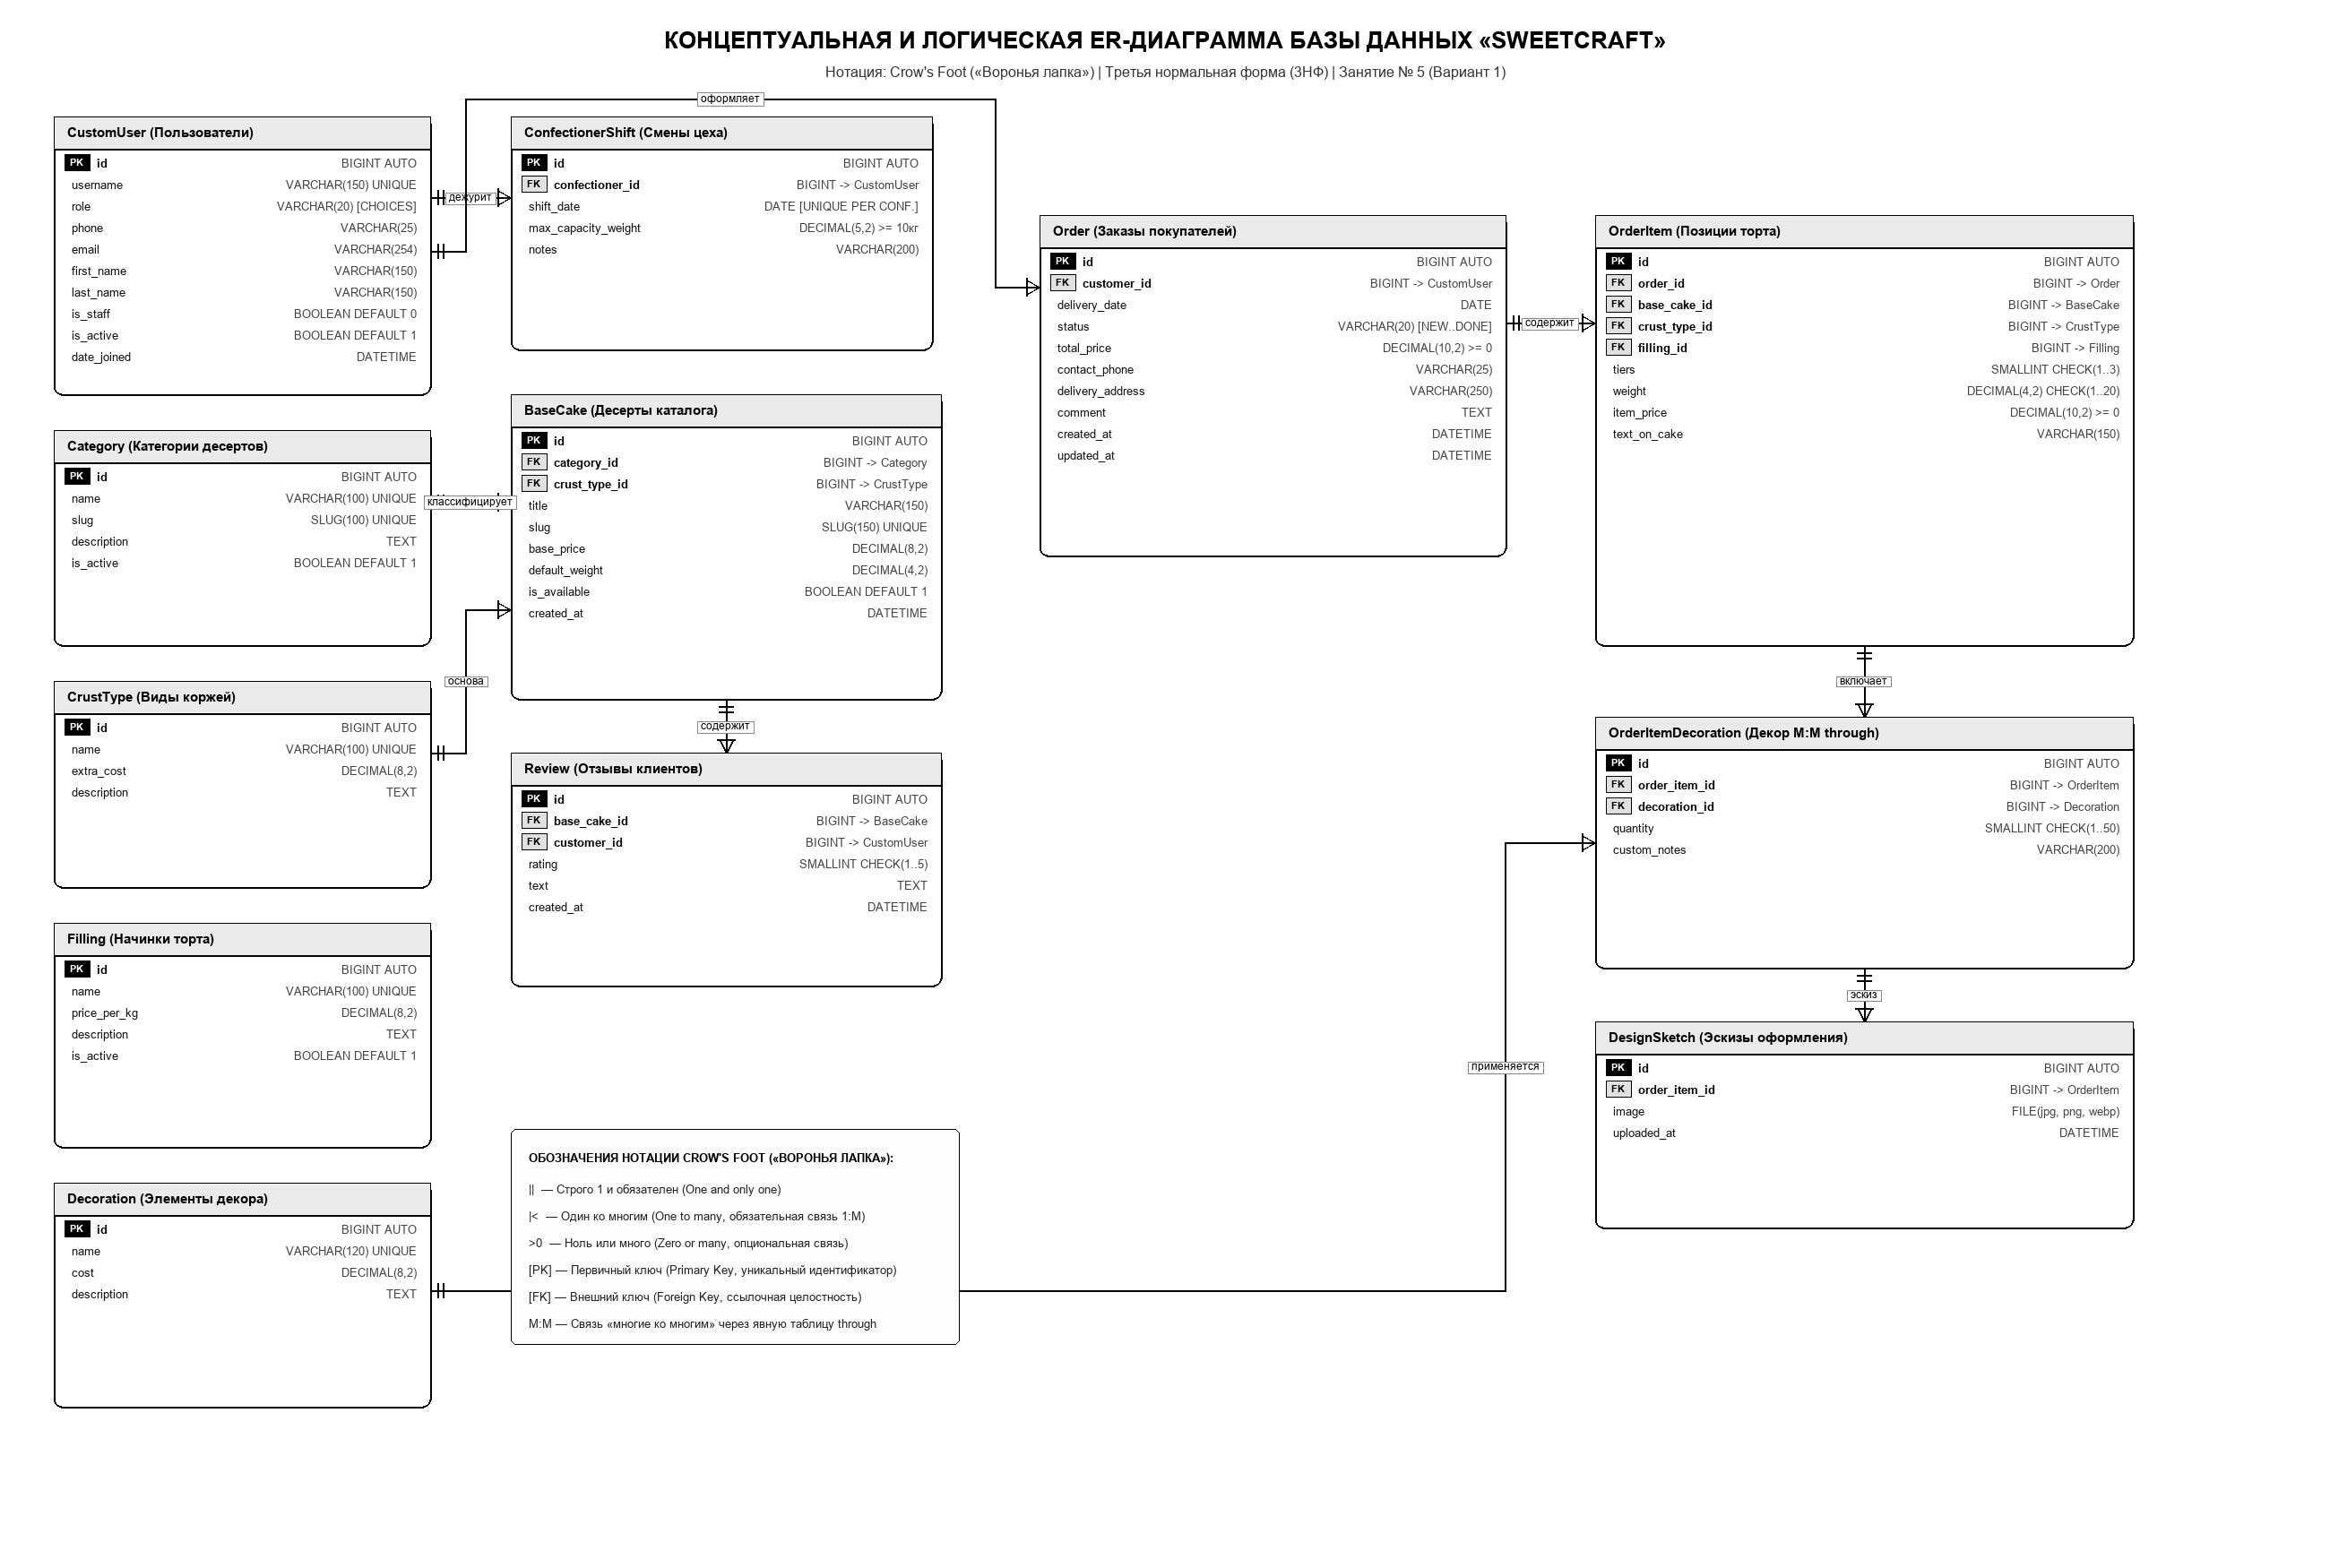 КОНЦЕПТУАЛЬНАЯ И ЛОГИЧЕСКАЯ ER-ДИАГРАММА БАЗЫ ДАННЫХ «SWEETCRAFT»
Нотация: Crow's Foot («Воронья лапка») | Третья нормальная форма (3НФ) | Занятие № 5 (Вариант 1)
оформляет
CustomUser (Пользователи)
PK id BIGINT AUTO
username VARCHAR(150) UNIQUE
role VARCHAR(20) [CHOICES]
phone VARCHAR(25)
email VARCHAR(254)
first_name VARCHAR(150)
last_name VARCHAR(150)
is_staff BOOLEAN DEFAULT 0
is_active BOOLEAN DEFAULT 1
date_joined DATETIME
дежурит
ConfectionerShift (Смены цеха)
PK id BIGINT AUTO
FK confectioner_id BIGINT -> CustomUser
shift_date DATE [UNIQUE PER CONF.]
max_capacity_weight DECIMAL(5,2) >= 10кг
notes VARCHAR(200)
Order (Заказы покупателей)
PK id BIGINT AUTO
FK customer_id BIGINT -> CustomUser
delivery_date DATE
status VARCHAR(20) [NEW..DONE]
total_price DECIMAL(10,2) >= 0
contact_phone VARCHAR(25)
delivery_address VARCHAR(250)
comment TEXT
created_at DATETIME
updated_at DATETIME
содержит
OrderItem (Позиции торта)
PK id BIGINT AUTO
FK order_id BIGINT -> Order
FK base_cake_id BIGINT -> BaseCake
FK crust_type_id BIGINT -> CrustType
FK filling_id BIGINT -> Filling
tiers SMALLINT CHECK(1..3)
weight DECIMAL(4,2) CHECK(1..20)
item_price DECIMAL(10,2) >= 0
text_on_cake VARCHAR(150)
Category (Категории десертов)
PK id BIGINT AUTO
name VARCHAR(100) UNIQUE
slug SLUG(100) UNIQUE
description TEXT
is_active BOOLEAN DEFAULT 1
классифицирует
BaseCake (Десерты каталога)
PK id BIGINT AUTO
FK category_id BIGINT -> Category
FK crust_type_id BIGINT -> CrustType
title VARCHAR(150)
slug SLUG(150) UNIQUE
base_price DECIMAL(8,2)
default_weight DECIMAL(4,2)
is_available BOOLEAN DEFAULT 1
created_at DATETIME
основа
содержит
включает
CrustType (Виды коржей)
PK id BIGINT AUTO
name VARCHAR(100) UNIQUE
extra_cost DECIMAL(8,2)
description TEXT
Review (Отзывы клиентов)
PK id BIGINT AUTO
FK base_cake_id BIGINT -> BaseCake
FK customer_id BIGINT -> CustomUser
rating SMALLINT CHECK(1..5)
text TEXT
created_at DATETIME
OrderItemDecoration (Декор M:M through)
PK id BIGINT AUTO
FK order_item_id BIGINT -> OrderItem
FK decoration_id BIGINT -> Decoration
quantity SMALLINT CHECK(1..50)
custom_notes VARCHAR(200)
эскиз
Filling (Начинки торта)
PK id BIGINT AUTO
name VARCHAR(100) UNIQUE
price_per_kg DECIMAL(8,2)
description TEXT
is_active BOOLEAN DEFAULT 1
применяется
DesignSketch (Эскизы оформления)
PK id BIGINT AUTO
FK order_item_id BIGINT -> OrderItem
image FILE(jpg, png, webp)
uploaded_at DATETIME
Decoration (Элементы декора)
PK id BIGINT AUTO
name VARCHAR(120) UNIQUE
cost DECIMAL(8,2)
description TEXT
ОБОЗНАЧЕНИЯ НОТАЦИИ CROW'S FOOT («ВОРОНЬЯ ЛАПКА»):
|| — Строго 1 и обязателен (One and only one)
|< — Один ко многим (One to many, обязательная связь 1:M)
>0 — Ноль или много (Zero or many, опциональная связь)
[PK] — Первичный ключ (Primary Key, уникальный идентификатор)
[FK] — Внешний ключ (Foreign Key, ссылочная целостность)
M:M — Связь «многие ко многим» через явную таблицу through